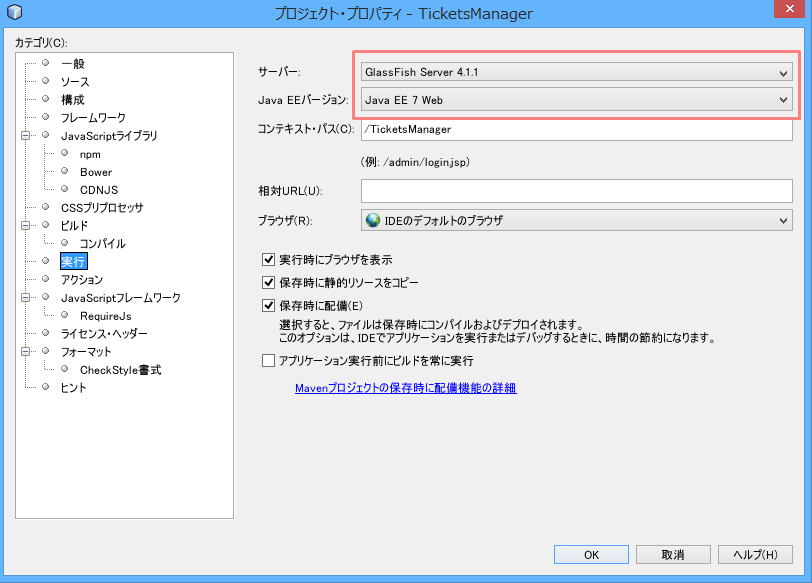 プロジェクト・プロパティ - TicketsManager
カテゴリ(C):
一般
ソース
構成
フレームワーク
JavaScriptライブラリ
npm
Bower
CDNJS
CSSプリプロセッサ
ビルド
コンパイル
実行
アクション
JavaScriptフレームワーク
RequireJs
ライセンス・ヘッダー
フォーマット
CheckStyle書式
ヒント
サーバー: GlassFish Server 4.1.1
Java EEバージョン: Java EE 7 Web
コンテキスト・パス(C): /TicketsManager
(例: /admin/login.jsp)
相対URL(U):
ブラウザ(R): IDEのデフォルトのブラウザ
実行時にブラウザを表示
保存時に静的リソースをコピー
保存時に配備(E)
選択すると、ファイルは保存時にコンパイルおよびデプロイされます。
このオプションは、IDEでアプリケーションを実行またはデバッグするときに、時間の節約になります。
アプリケーション実行前にビルドを常に実行
Mavenプロジェクトの保存時に配備機能の詳細
OK 取消 ヘルプ(H)